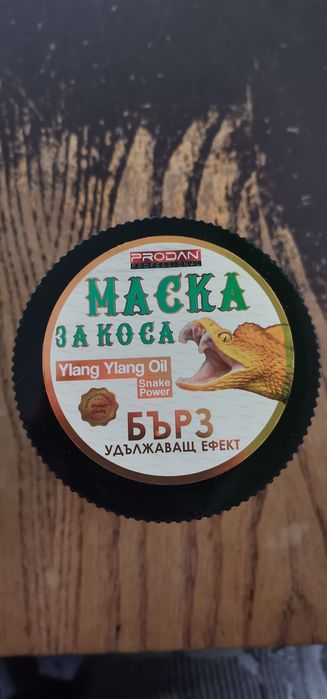 PRODAN
PROFESSIONAL
МАСКА
ЗА КОСА
Ylang Ylang Oil
Snake
Power
БЪРЗ
УДЪЛЖАВАЩ ЕФЕКТ